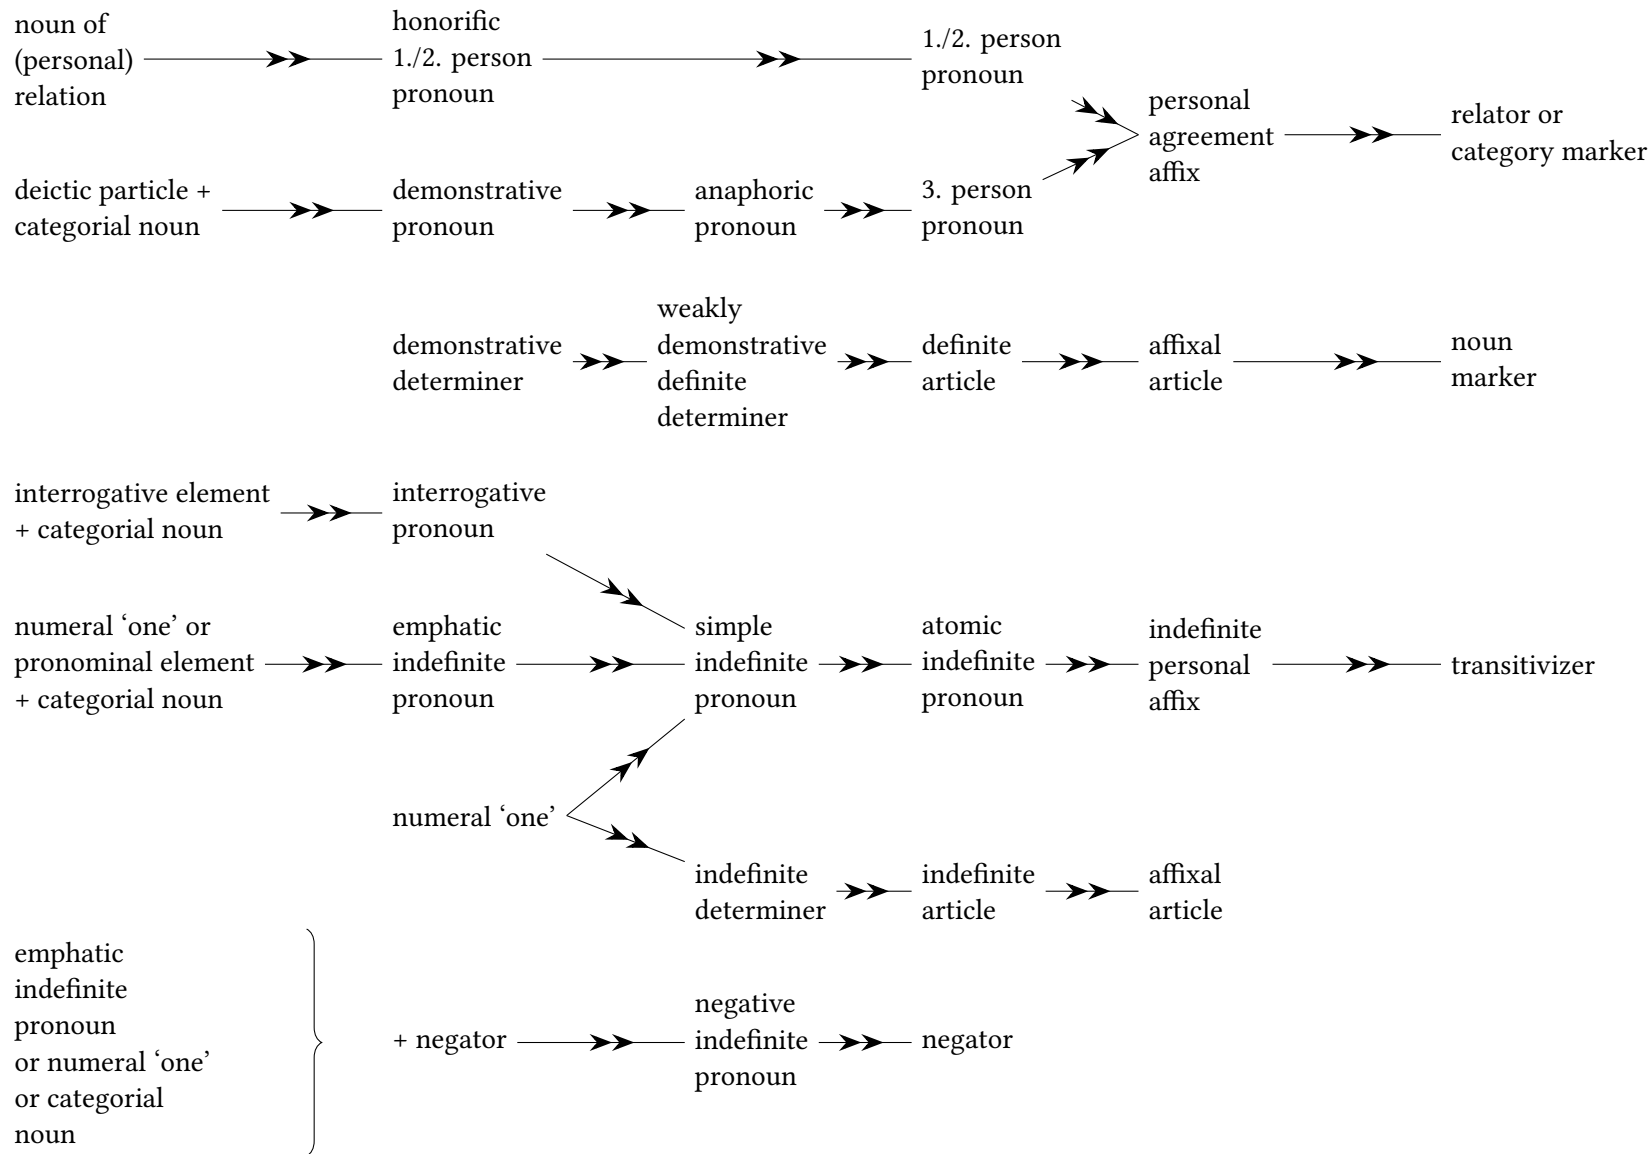 noun of
(personal)
relation
honorific
1./2. person
pronoun
1./2. person
pronoun
personal
agreement
affix
relator or
category marker
deictic particle +
categorial noun
demonstrative
pronoun
anaphoric
pronoun
3. person
pronoun
demonstrative
determiner
weakly
demonstrative
definite
determiner
definite
article
affixal
article
noun
marker
interrogative element
+ categorial noun
interrogative
pronoun
numeral ‘one’ or
pronominal element
+ categorial noun
emphatic
indefinite
pronoun
simple
indefinite
pronoun
atomic
indefinite
pronoun
indefinite
personal
affix
transitivizer
numeral ‘one’
indefinite
determiner
indefinite
article
affixal
article
emphatic
indefinite
pronoun
or numeral ‘one’
or categorial
noun
+ negator
negative
indefinite
pronoun
negator